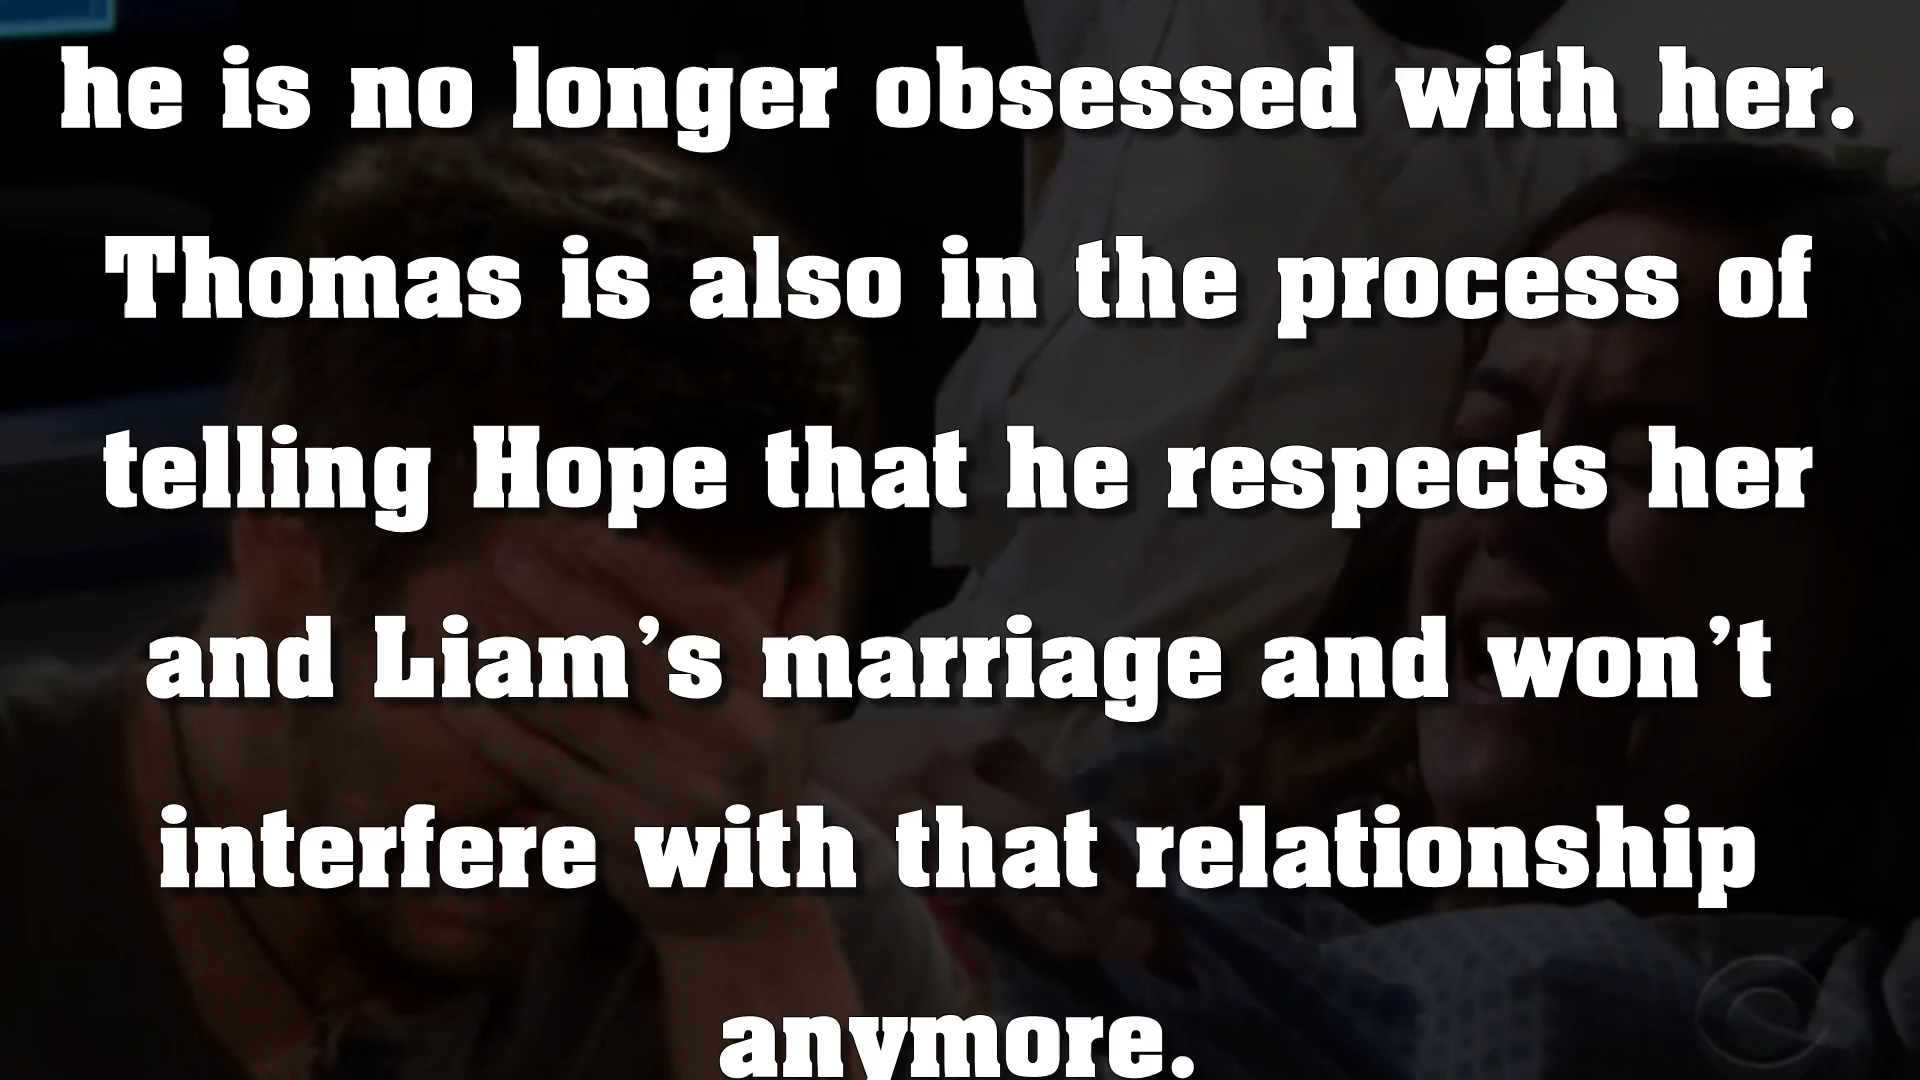 he is no longer obsessed with her.
Thomas is also in the process of
telling Hope that he respects her
and Liam’s marriage and won’t
interfere with that relationship
anymore.